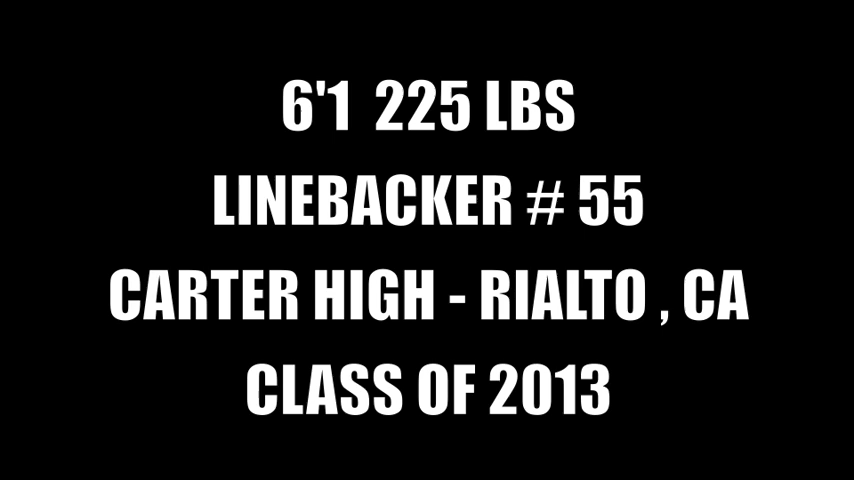 6'1  225 LBS
LINEBACKER # 55
CARTER HIGH - RIALTO , CA
CLASS OF 2013